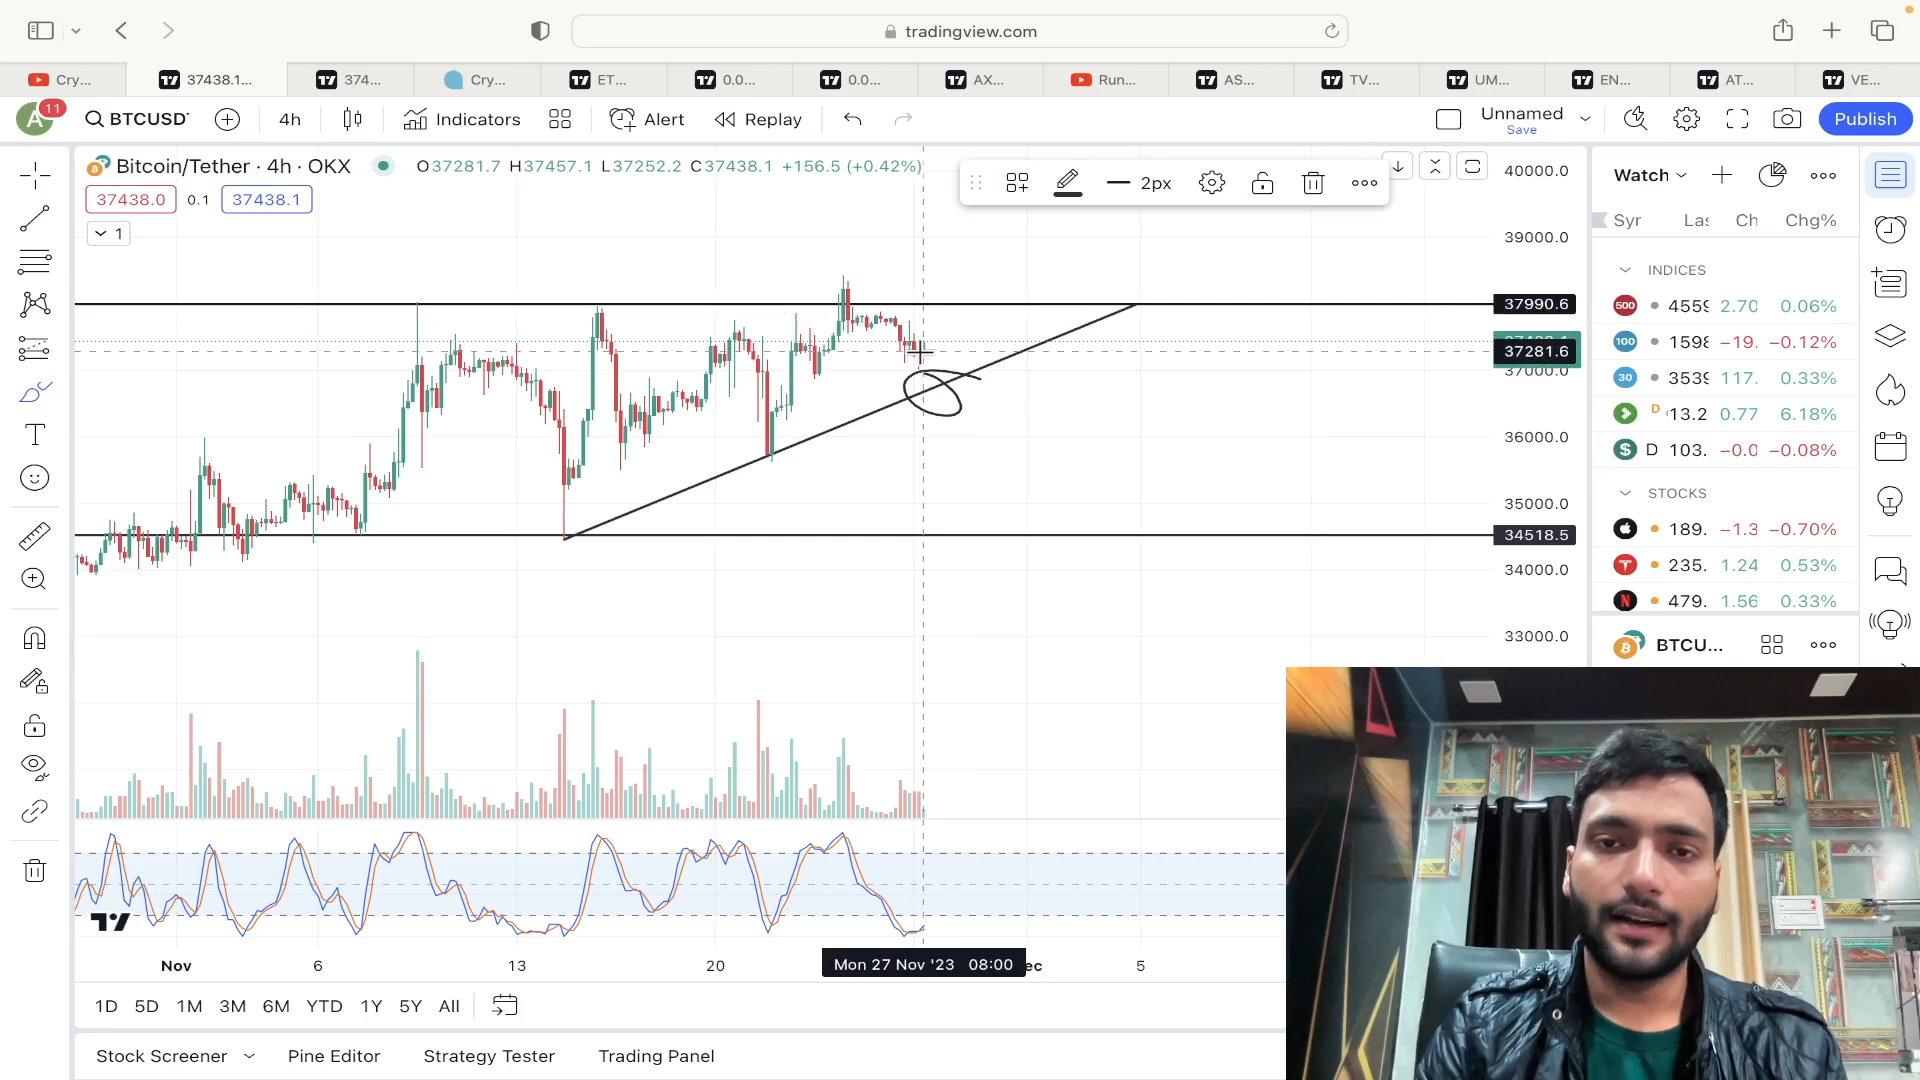 tradingview.com
Cry...
37438.1...
374...
Cry...
ET...
0.0...
0.0...
AX...
Run...
AS...
TV...
UM...
EN...
AT...
VE...
A 11
BTCUSD
4h
Indicators
Alert
Replay
Unnamed
Save
Publish
Bitcoin/Tether · 4h · OKX
O37281.7 H37457.1 L37252.2 C37438.1 +156.5 (+0.42%)
37438.0 0.1 37438.1
1
2px
40000.0
39000.0
37990.6
37281.6
37000.0
36000.0
35000.0
34518.5
34000.0
33000.0
Nov 6 13 20
Mon 27 Nov '23 08:00
ec
5
1D 5D 1M 3M 6M YTD 1Y 5Y All
Stock Screener Pine Editor Strategy Tester Trading Panel
Watch
Chg%
INDICES
500 2.70 0.06%
100 −19. −0.12%
30 117. 0.33%
D 13.2 0.77 6.18%
$ D 103. −0.0 −0.08%
STOCKS
189. −1.3 −0.70%
235. 1.24 0.53%
N 479. 1.56 0.33%
BTCU...